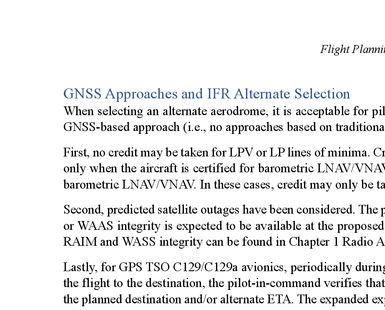 Flight Planni
GNSS Approaches and IFR Alternate Selection
When selecting an alternate aerodrome, it is acceptable for pil
GNSS-based approach (i.e., no approaches based on traditiona
First, no credit may be taken for LPV or LP lines of minima. Cr
only when the aircraft is certified for barometric LNAV/VNAV
barometric LNAV/VNAV. In these cases, credit may only be ta
Second, predicted satellite outages have been considered. The p
or WAAS integrity is expected to be available at the proposed
RAIM and WASS integrity can be found in Chapter 1 Radio A
Lastly, for GPS TSO C129/C129a avionics, periodically during
the flight to the destination, the pilot-in-command verifies that
the planned destination and/or alternate ETA. The expanded ex